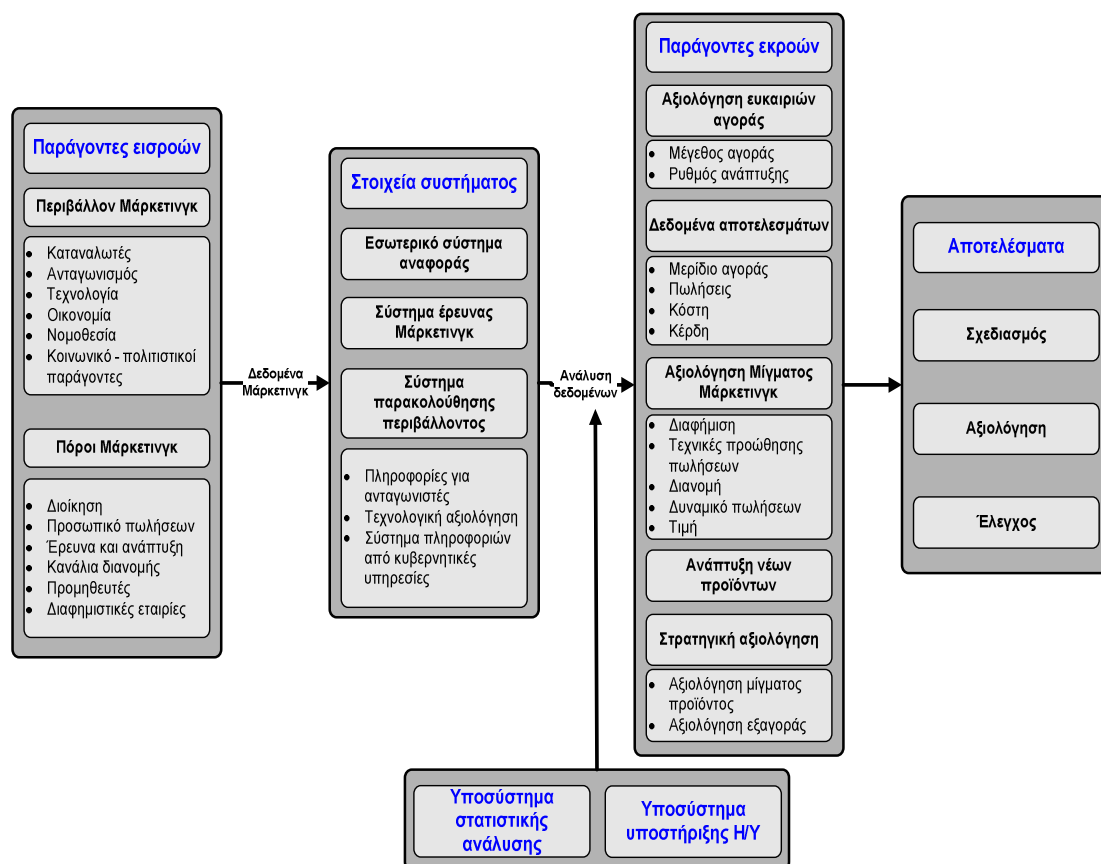 Παράγοντες εισροών
Περιβάλλον Μάρκετινγκ
• Καταναλωτές
• Ανταγωνισμός
• Τεχνολογία
• Οικονομία
• Νομοθεσία
• Κοινωνικό - πολιτιστικοί
παράγοντες
Πόροι Μάρκετινγκ
• Διοίκηση
• Προσωπικό πωλήσεων
• Έρευνα και ανάπτυξη
• Κανάλια διανομής
• Προμηθευτές
• Διαφημιστικές εταιρίες
Δεδομένα
Μάρκετινγκ
Στοιχεία συστήματος
Εσωτερικό σύστημα
αναφοράς
Σύστημα έρευνας
Μάρκετινγκ
Σύστημα
παρακολούθησης
περιβάλλοντος
• Πληροφορίες για
ανταγωνιστές
• Τεχνολογική αξιολόγηση
• Σύστημα πληροφοριών
από κυβερνητικές
υπηρεσίες
Ανάλυση
δεδομένων
Παράγοντες εκροών
Αξιολόγηση ευκαιριών
αγοράς
• Μέγεθος αγοράς
• Ρυθμός ανάπτυξης
Δεδομένα αποτελεσμάτων
• Μερίδιο αγοράς
• Πωλήσεις
• Κόστη
• Κέρδη
Αξιολόγηση Μίγματος
Μάρκετινγκ
• Διαφήμιση
• Τεχνικές προώθησης
πωλήσεων
• Διανομή
• Δυναμικό πωλήσεων
• Τιμή
Ανάπτυξη νέων
προϊόντων
Στρατηγική αξιολόγηση
• Αξιολόγηση μίγματος
προϊόντος
• Αξιολόγηση εξαγοράς
Αποτελέσματα
Σχεδιασμός
Αξιολόγηση
Έλεγχος
Υποσύστημα
στατιστικής
ανάλυσης
Υποσύστημα
υποστήριξης Η/Υ